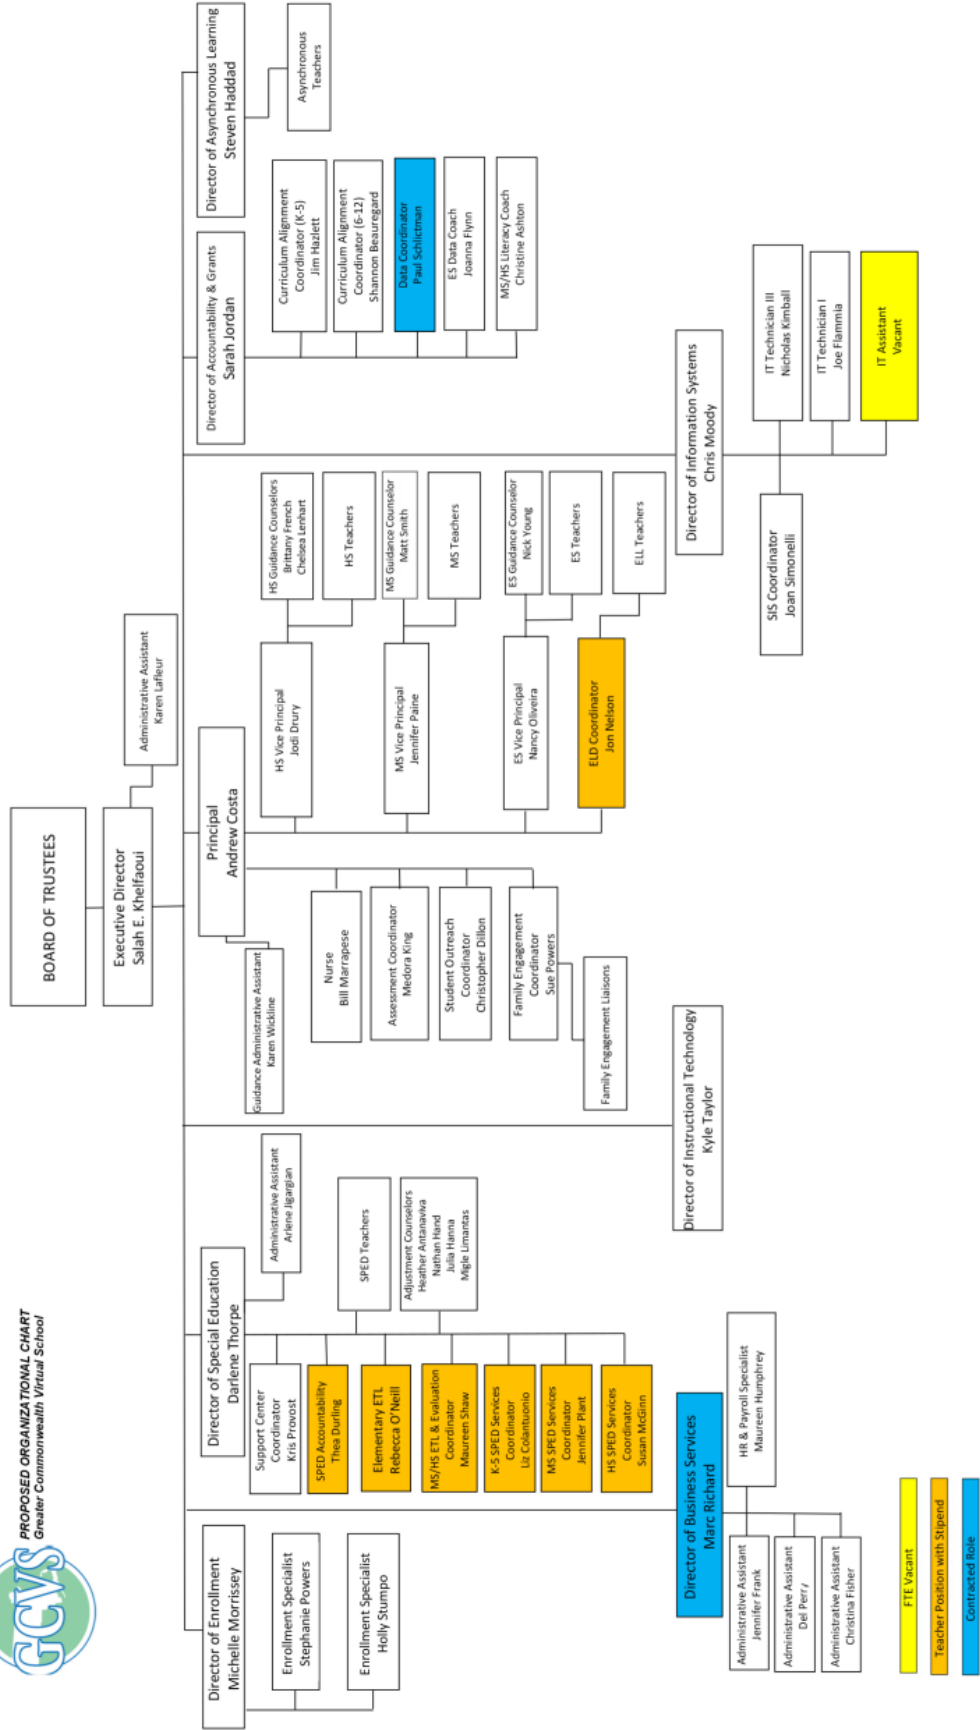 GCVS
PROPOSED ORGANIZATIONAL CHART
Greater Commonwealth Virtual School
BOARD OF TRUSTEES
Executive Director
Salah E. Khelfaoui
Administrative Assistant
Karen Lafleur
Director of Enrollment
Michelle Morrissey
Enrollment Specialist
Stephanie Powers
Enrollment Specialist
Holly Stumpo
Director of Special Education
Darlene Thorpe
Administrative Assistant
Arlene Jigargian
Support Center
Coordinator
Kris Provost
SPED Accountability
Thea Durling
Elementary ETL
Rebecca O'Neill
MS/HS ETL & Evaluation
Coordinator
Maureen Shaw
K-5 SPED Services
Coordinator
Liz Colantuonio
MS SPED Services
Coordinator
Jennifer Plant
HS SPED Services
Coordinator
Susan McGinn
SPED Teachers
Adjustment Counselors
Heather Antanaviva
Nathan Hand
Julia Hanna
Migle Limantas
Principal
Andrew Costa
Guidance Administrative Assistant
Karen Wickline
Nurse
Bill Marrapese
Assessment Coordinator
Medora King
Student Outreach
Coordinator
Christopher Dillon
Family Engagement
Coordinator
Sue Powers
Family Engagement Liaisons
HS Vice Principal
Jodi Drury
HS Guidance Counselors
Brittany French
Chelsea Lenhart
HS Teachers
MS Vice Principal
Jennifer Paine
MS Guidance Counselor
Matt Smith
MS Teachers
ES Vice Principal
Nancy Oliveira
ES Guidance Counselor
Nick Young
ES Teachers
ELD Coordinator
Jon Nelson
ELL Teachers
Director of Accountability & Grants
Sarah Jordan
Curriculum Alignment
Coordinator (K-5)
Jim Hazlett
Curriculum Alignment
Coordinator (6-12)
Shannon Beauregard
Data Coordinator
Paul Schlictman
ES Data Coach
Joanna Flynn
MS/HS Literacy Coach
Christine Ashton
Director of Asynchronous Learning
Steven Haddad
Asynchronous
Teachers
Director of Business Services
Marc Richard
Administrative Assistant
Jennifer Frank
Administrative Assistant
Del Perry
Administrative Assistant
Christina Fisher
HR & Payroll Specialist
Maureen Humphrey
Director of Instructional Technology
Kyle Taylor
Director of Information Systems
Chris Moody
SIS Coordinator
Joan Simonelli
IT Technician III
Nicholas Kimball
IT Technician I
Joe Flammia
IT Assistant
Vacant
FTE Vacant
Teacher Position with Stipend
Contracted Role